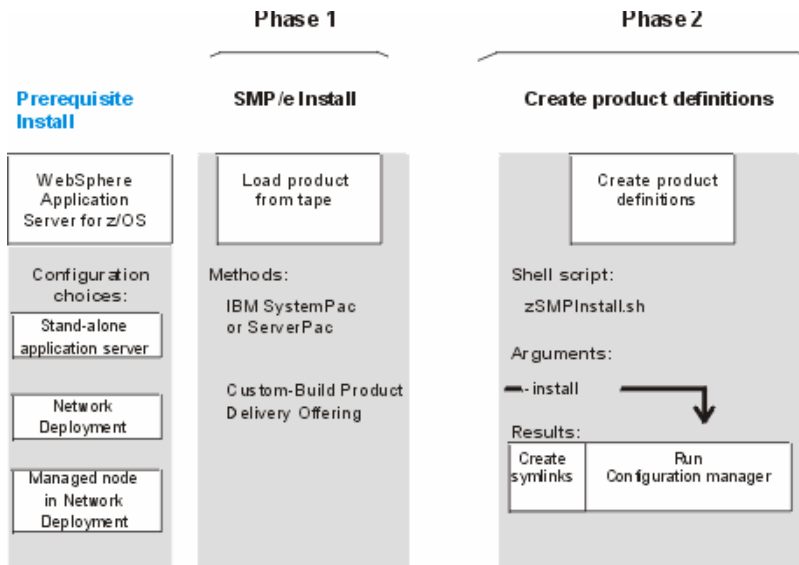 Phase 1
Phase 2
Prerequisite
Install
SMP/e Install
Create product definitions
WebSphere
Application
Server for z/OS
Load product
from tape
Create product
definitions
Configuration
choices:
Stand-alone
application server
Network
Deployment
Managed node
in Network
Deployment
Methods:
IBM SystemPac
or ServerPac
Custom-Build Product
Delivery Offering
Shell script:
zSMPInstall.sh
Arguments:
-install
Results:
Create
symlinks
Run
Configuration manager